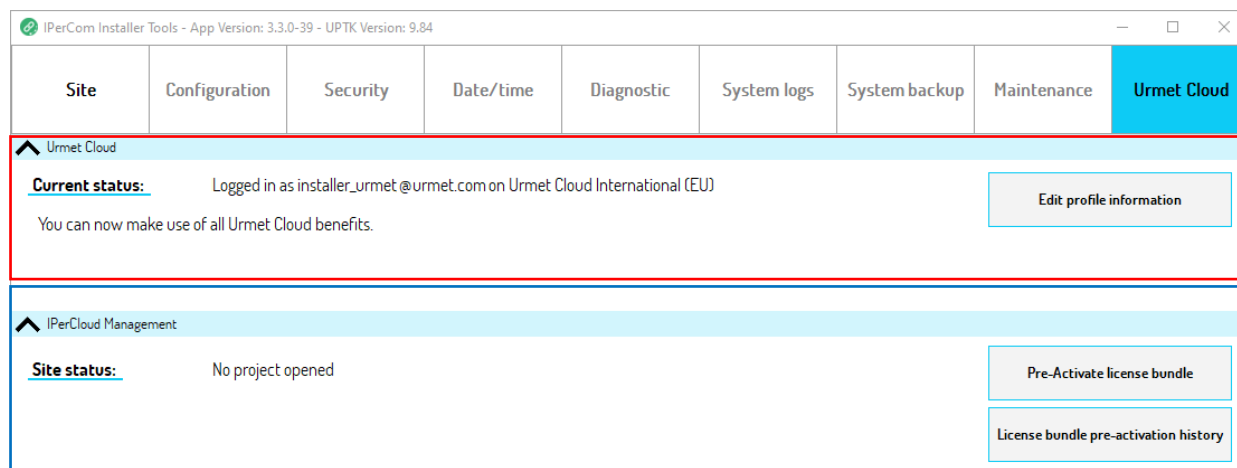 IPerCom Installer Tools - App Version: 3.3.0-39 - UPTK Version: 9.84
Site Configuration Security Date/time Diagnostic System logs System backup Maintenance Urmet Cloud
Urmet Cloud
Current status: Logged in as installer_urmet@urmet.com on Urmet Cloud International (EU)
Edit profile information
You can now make use of all Urmet Cloud benefits.
IPerCloud Management
Site status: No project opened
Pre-Activate license bundle
License bundle pre-activation history